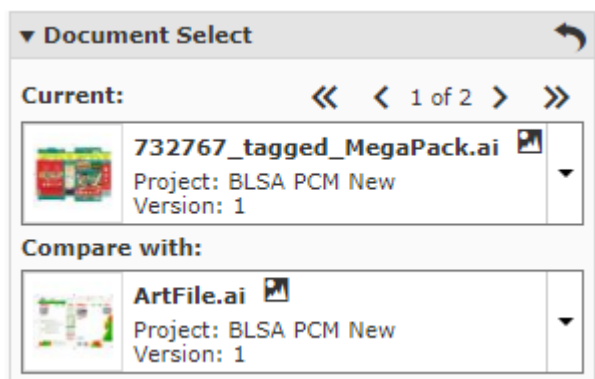 Document Select
Current:
1 of 2
732767_tagged_MegaPack.ai
Project: BLSA PCM New
Version: 1
Compare with:
ArtFile.ai
Project: BLSA PCM New
Version: 1